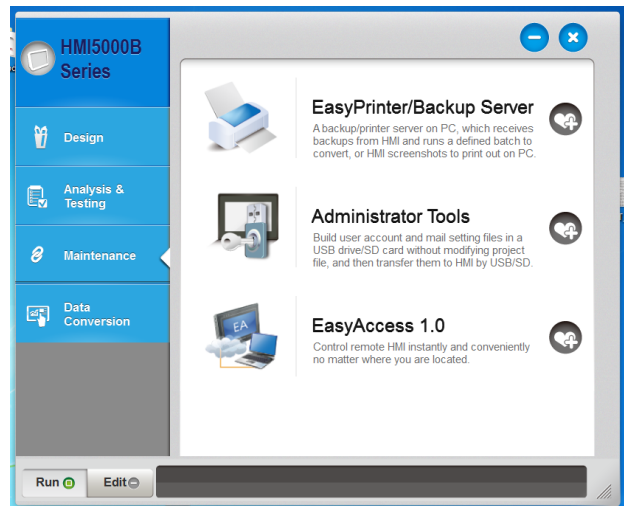 HMI5000B
Series
Design
Analysis &
Testing
Maintenance
Data
Conversion
EasyPrinter/Backup Server
A backup/printer server on PC, which receives
backups from HMI and runs a defined batch to
convert, or HMI screenshots to print out on PC.
Administrator Tools
Build user account and mail setting files in a
USB drive/SD card without modifying project
file, and then transfer them to HMI by USB/SD.
EA
EasyAccess 1.0
Control remote HMI instantly and conveniently
no matter where you are located.
Run
Edit